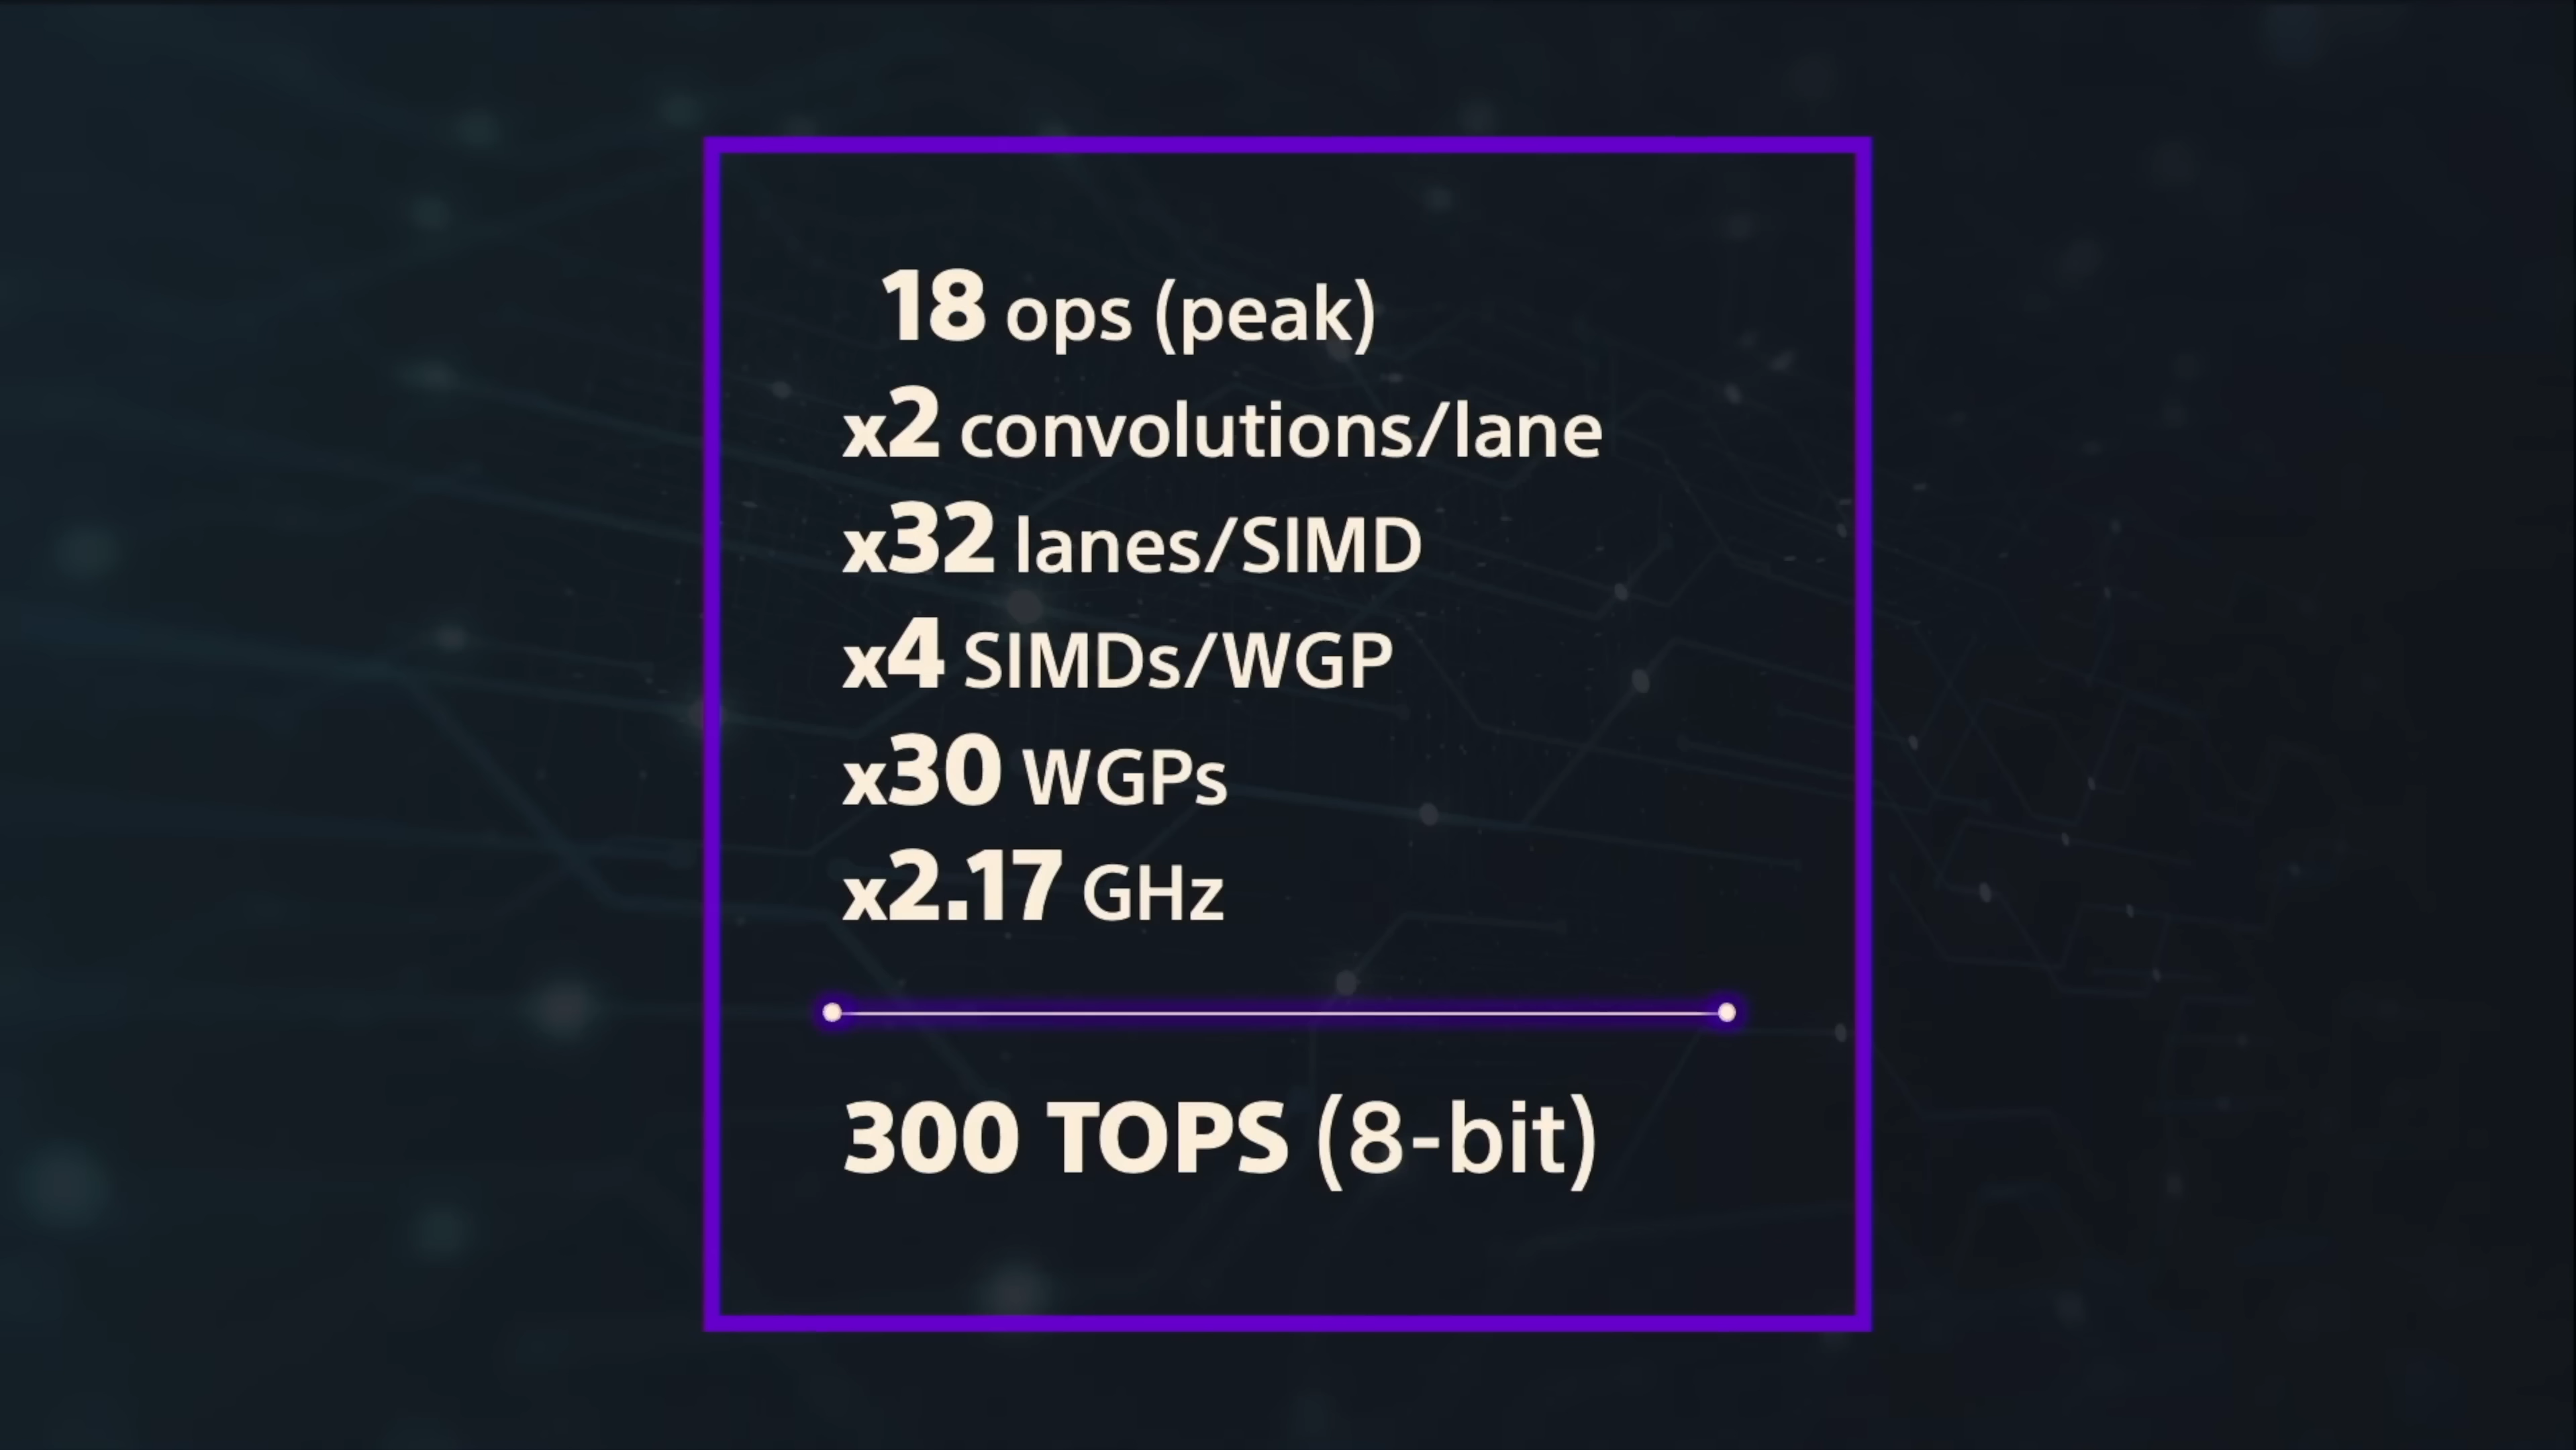 18 ops (peak)
x2 convolutions/lane
x32 lanes/SIMD
x4 SIMDs/WGP
x30 WGPs
x2.17 GHz
300 TOPS (8-bit)